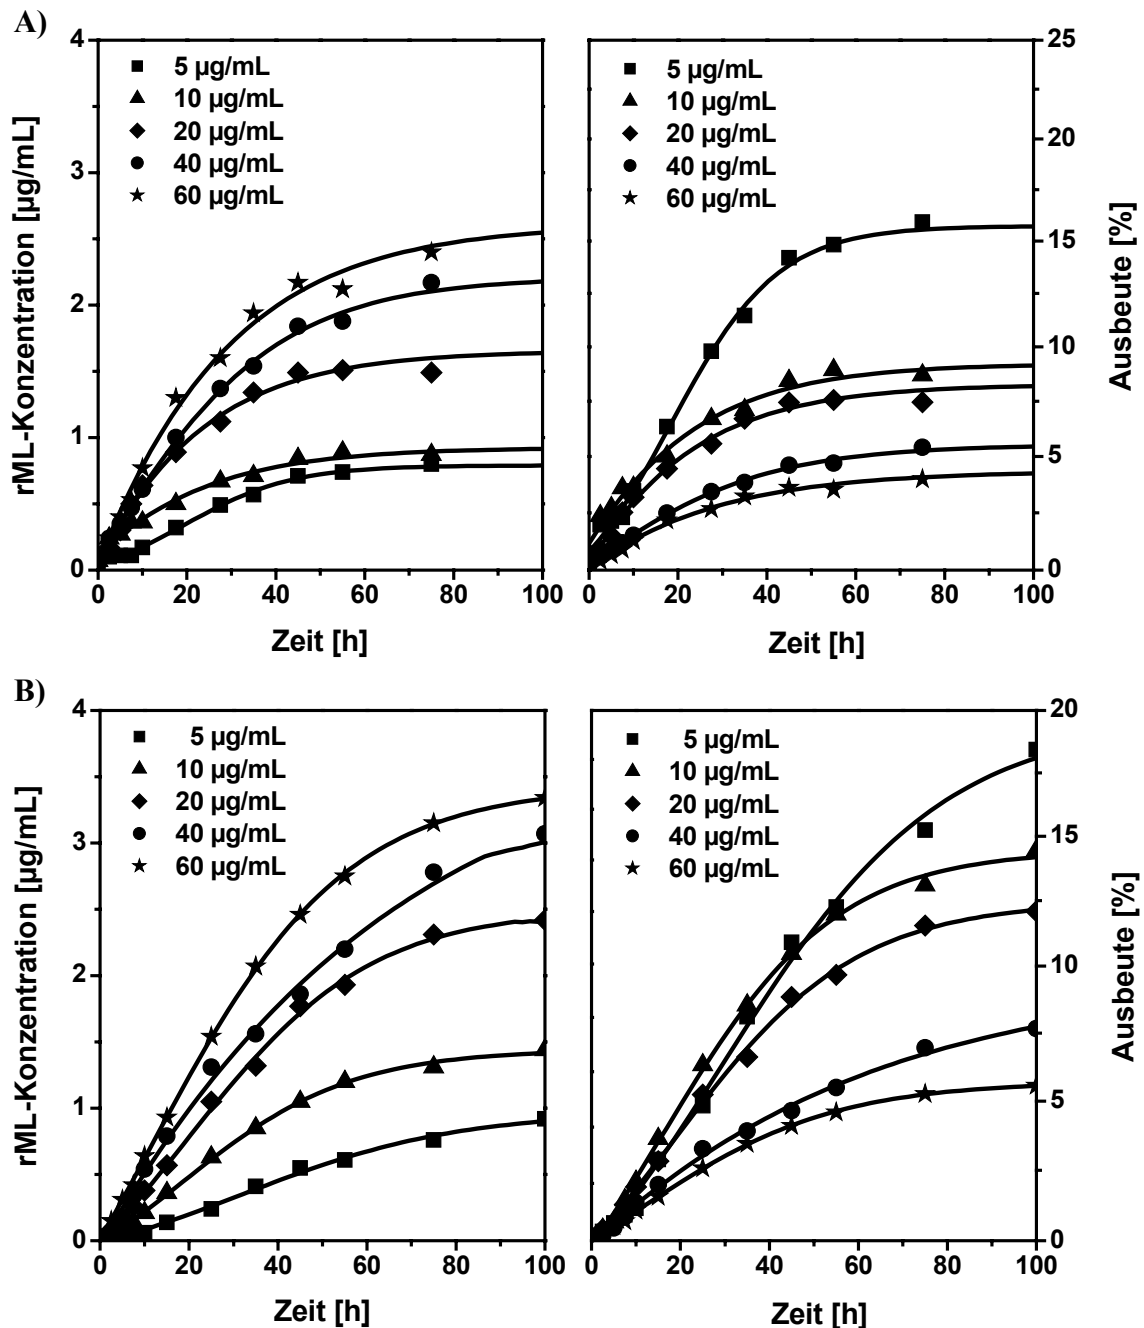 A)
4
3
2
1
0
rML-Konzentration [µg/mL]
5 µg/mL
10 µg/mL
20 µg/mL
40 µg/mL
60 µg/mL
0 20 40 60 80 100
Zeit [h]
5 µg/mL
10 µg/mL
20 µg/mL
40 µg/mL
60 µg/mL
25
20
15
10
5
0
Ausbeute [%]
0 20 40 60 80 100
Zeit [h]
B)
4
3
2
1
0
rML-Konzentration [µg/mL]
5 µg/mL
10 µg/mL
20 µg/mL
40 µg/mL
60 µg/mL
0 20 40 60 80 100
Zeit [h]
5 µg/mL
10 µg/mL
20 µg/mL
40 µg/mL
60 µg/mL
20
15
10
5
0
Ausbeute [%]
0 20 40 60 80 100
Zeit [h]